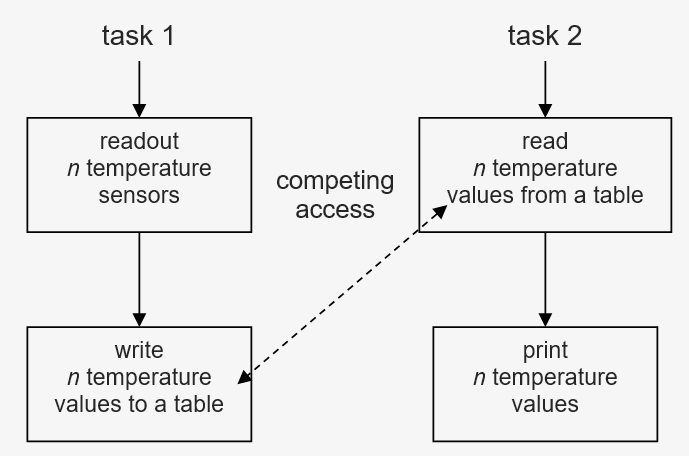 task 1
task 2
readout
n temperature
sensors
competing
access
read
n temperature
values from a table
write
n temperature
values to a table
print
n temperature
values